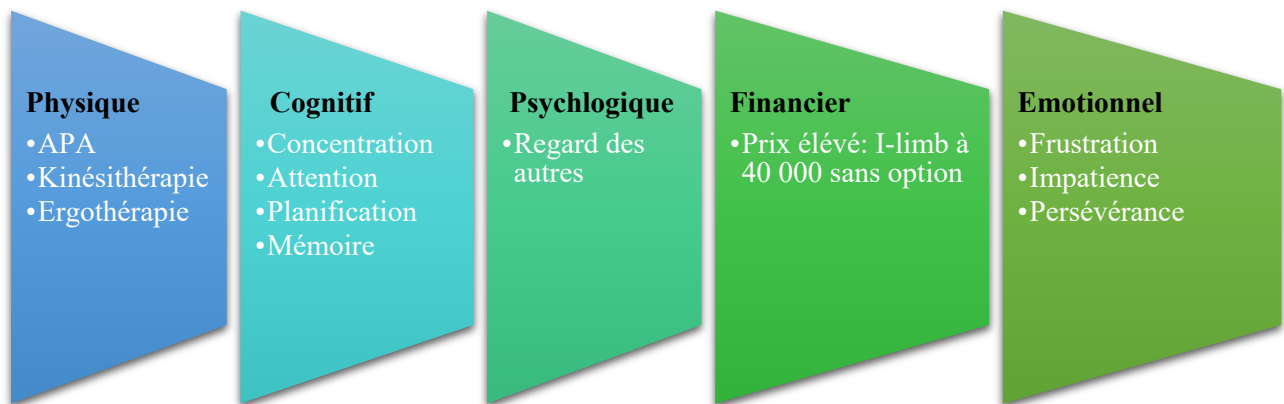 Physique
•APA
•Kinésithérapie
•Ergothérapie
Cognitif
•Concentration
•Attention
•Planification
•Mémoire
Psychlogique
•Regard des
autres
Financier
•Prix élévé: I-limb à
40 000 sans option
Emotionnel
•Frustration
•Impatience
•Persévérance